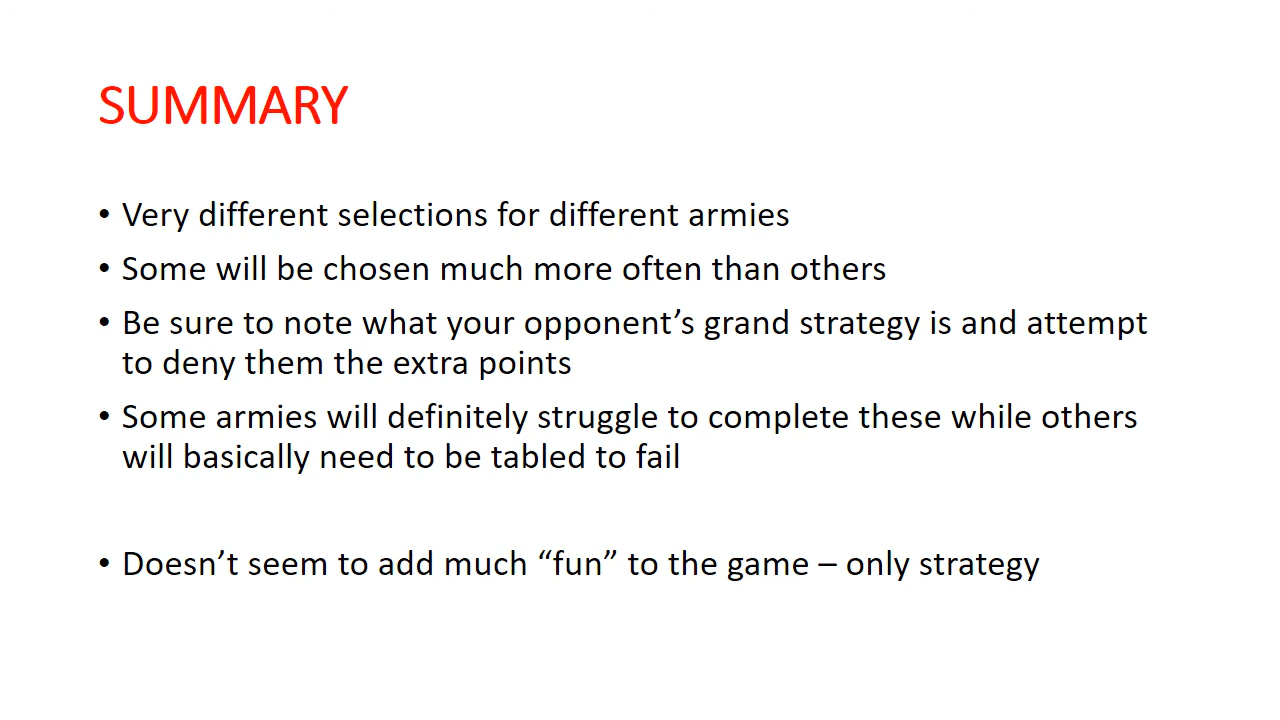 SUMMARY
• Very different selections for different armies
• Some will be chosen much more often than others
• Be sure to note what your opponent’s grand strategy is and attempt
to deny them the extra points
• Some armies will definitely struggle to complete these while others
will basically need to be tabled to fail
• Doesn’t seem to add much “fun” to the game – only strategy